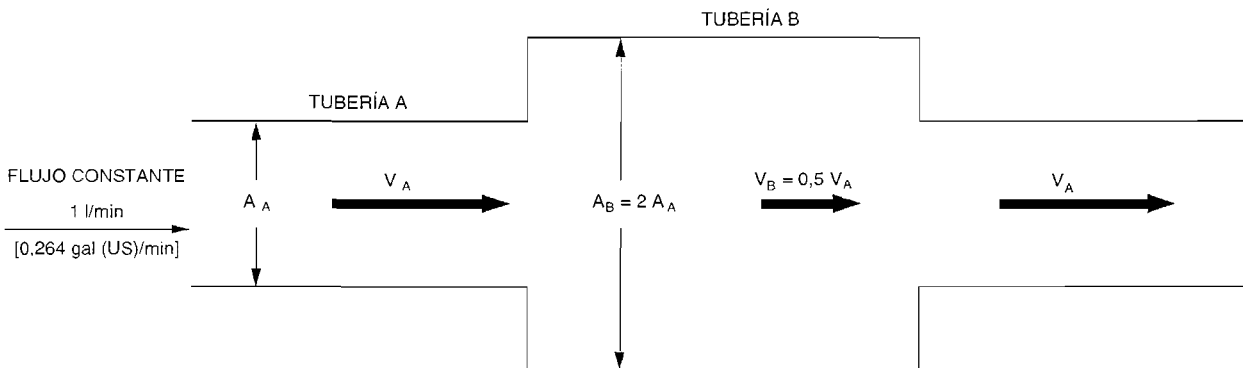 TUBERÍA B
TUBERÍA A
FLUJO CONSTANTE
1 l/min
[0,264 gal (US)/min]
A A
V A
A B = 2 A A
V B = 0,5 V A
V A